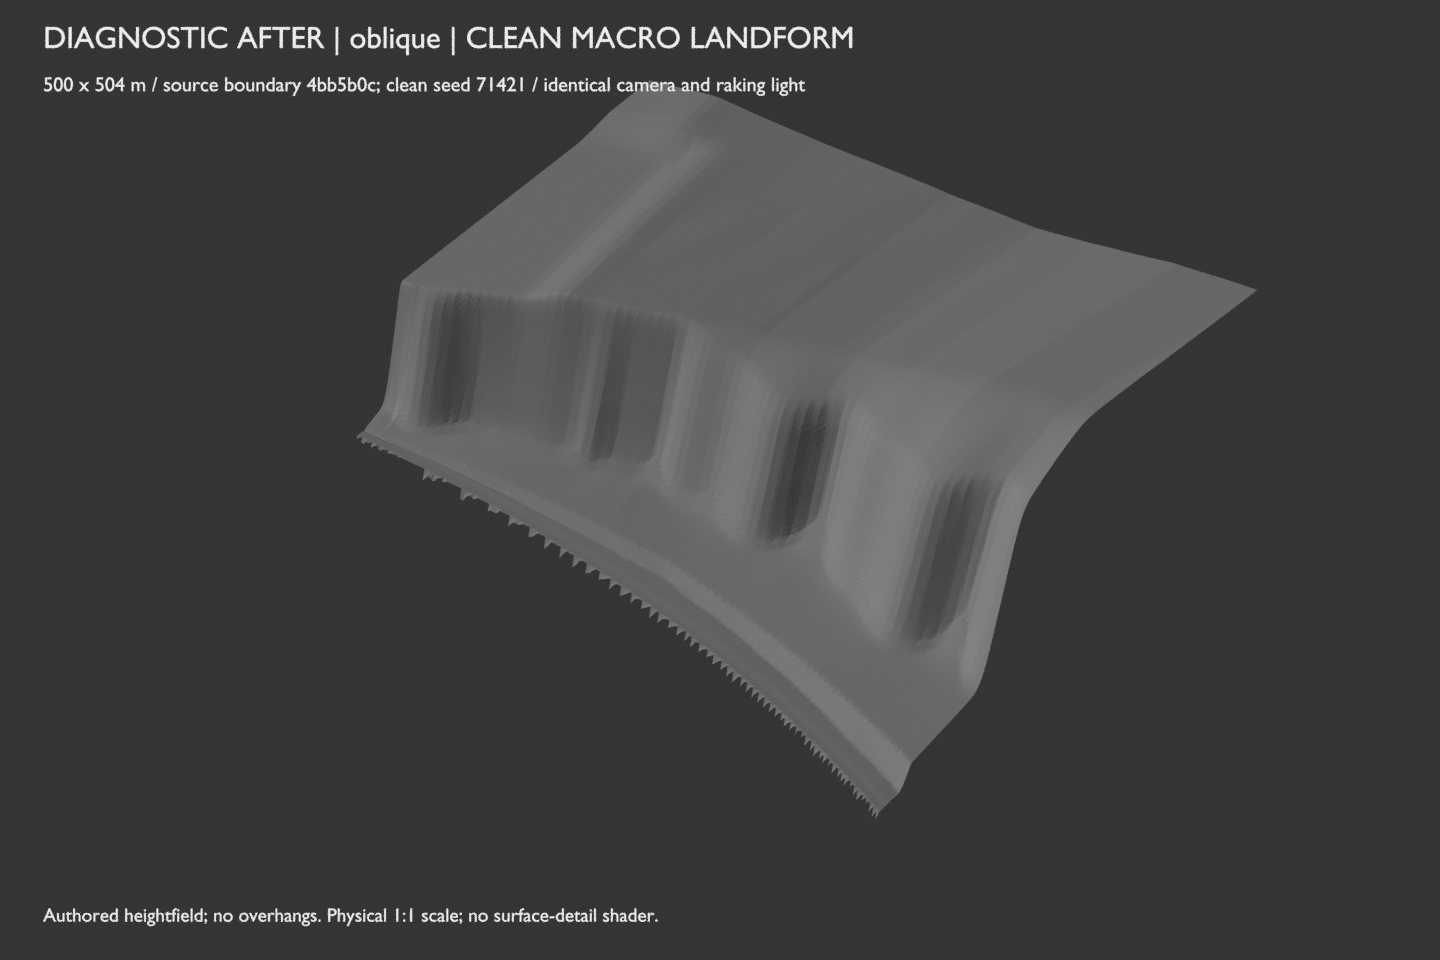 DIAGNOSTIC AFTER | oblique | CLEAN MACRO LANDFORM
500 x 504 m / source boundary 4bb5b0c; clean seed 71421 / identical camera and raking light
Authored heightfield; no overhangs. Physical 1:1 scale; no surface-detail shader.